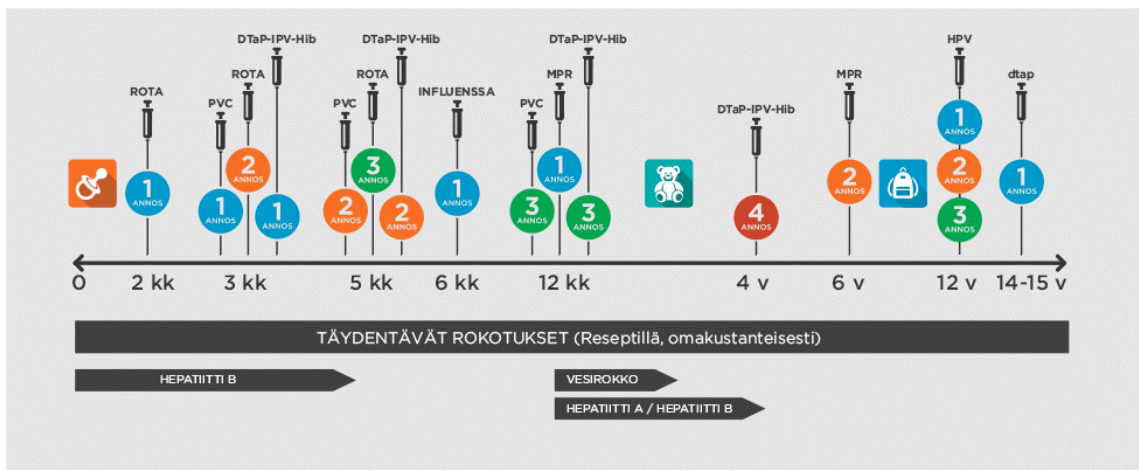 DTaP-IPV-Hib
DTaP-IPV-Hib
DTaP-IPV-Hib
HPV
ROTA
ROTA
MPR
MPR
dtap
ROTA
PVC
PVC
INFLUENSSA
PVC
DTaP-IPV-Hib
1 ANNOS
1 ANNOS
2 ANNOS
1 ANNOS
2 ANNOS
3 ANNOS
2 ANNOS
1 ANNOS
3 ANNOS
1 ANNOS
3 ANNOS
4 ANNOS
2 ANNOS
1 ANNOS
2 ANNOS
3 ANNOS
1 ANNOS
0 2 kk 3 kk 5 kk 6 kk 12 kk 4 v 6 v 12 v 14-15 v
TÄYDENTÄVÄT ROKOTUKSET (Reseptillä, omakustanteisesti)
HEPATIITTI B
VESIROKKO
HEPATIITTI A / HEPATIITTI B